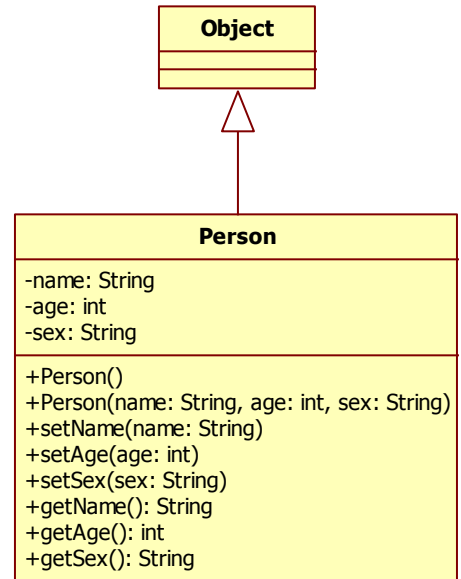 Object
Person
-name: String
-age: int
-sex: String
+Person()
+Person(name: String, age: int, sex: String)
+setName(name: String)
+setAge(age: int)
+setSex(sex: String)
+getName(): String
+getAge(): int
+getSex(): String